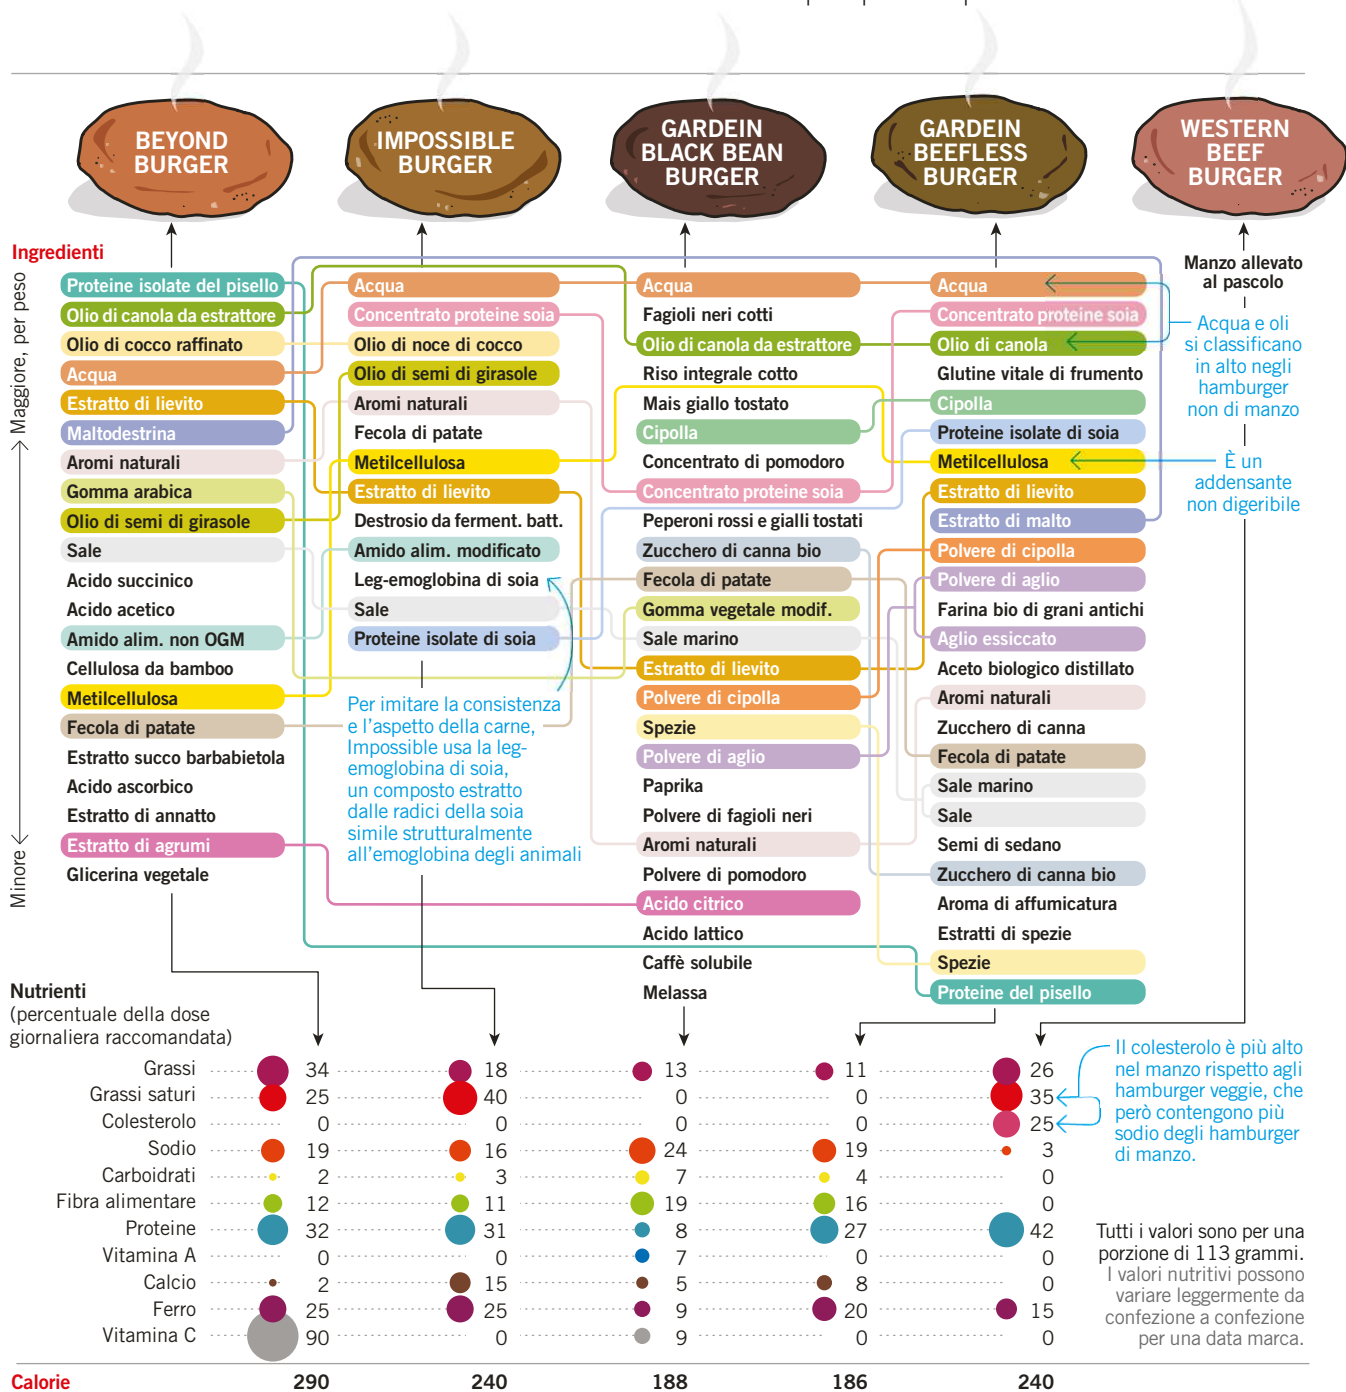 BEYOND
BURGER
IMPOSSIBLE
BURGER
GARDEIN
BLACK BEAN
BURGER
GARDEIN
BEEFLESS
BURGER
WESTERN
BEEF
BURGER
Ingredienti
Maggiore, per peso
Minore
Proteine isolate del pisello
Olio di canola da estrattore
Olio di cocco raffinato
Acqua
Estratto di lievito
Maltodestrina
Aromi naturali
Gomma arabica
Olio di semi di girasole
Sale
Acido succinico
Acido acetico
Amido alim. non OGM
Cellulosa da bamboo
Metilcellulosa
Fecola di patate
Estratto succo barbabietola
Acido ascorbico
Estratto di annatto
Estratto di agrumi
Glicerina vegetale
Acqua
Concentrato proteine soia
Olio di noce di cocco
Olio di semi di girasole
Aromi naturali
Fecola di patate
Metilcellulosa
Estratto di lievito
Destrosio da ferment. batt.
Amido alim. modificato
Leg-emoglobina di soia
Sale
Proteine isolate di soia
Per imitare la consistenza
e l'aspetto della carne,
Impossible usa la leg-
emoglobina di soia,
un composto estratto
dalle radici della soia
simile strutturalmente
all'emoglobina degli animali
Acqua
Fagioli neri cotti
Olio di canola da estrattore
Riso integrale cotto
Mais giallo tostato
Cipolla
Concentrato di pomodoro
Concentrato proteine soia
Peperoni rossi e gialli tostati
Zucchero di canna bio
Fecola di patate
Gomma vegetale modif.
Sale marino
Estratto di lievito
Polvere di cipolla
Spezie
Polvere di aglio
Paprika
Polvere di fagioli neri
Aromi naturali
Polvere di pomodoro
Acido citrico
Acido lattico
Caffè solubile
Melassa
Acqua
Concentrato proteine soia
Olio di canola
Glutine vitale di frumento
Cipolla
Proteine isolate di soia
Metilcellulosa
Estratto di lievito
Estratto di malto
Polvere di cipolla
Polvere di aglio
Farina bio di grani antichi
Aglio essiccato
Aceto biologico distillato
Aromi naturali
Zucchero di canna
Fecola di patate
Sale marino
Sale
Semi di sedano
Zucchero di canna bio
Aroma di affumicatura
Estratti di spezie
Spezie
Proteine del pisello
Manzo allevato
al pascolo
Acqua e oli
si classificano
in alto negli
hamburger
non di manzo
È un
addensante
non digeribile
Nutrienti
(percentuale della dose
giornaliera raccomandata)
Grassi 34 18 13 11 26
Grassi saturi 25 40 0 0 35
Colesterolo 0 0 0 0 25
Sodio 19 16 24 19 3
Carboidrati 2 3 7 4 0
Fibra alimentare 12 11 19 16 0
Proteine 32 31 8 27 42
Vitamina A 0 0 7 0 0
Calcio 2 15 5 8 0
Ferro 25 25 9 20 15
Vitamina C 90 0 9 0 0
Calorie 290 240 188 186 240
Il colesterolo è più alto
nel manzo rispetto agli
hamburger veggie, che
però contengono più
sodio degli hamburger
di manzo.
Tutti i valori sono per una
porzione di 113 grammi.
I valori nutritivi possono
variare leggermente da
confezione a confezione
per una data marca.